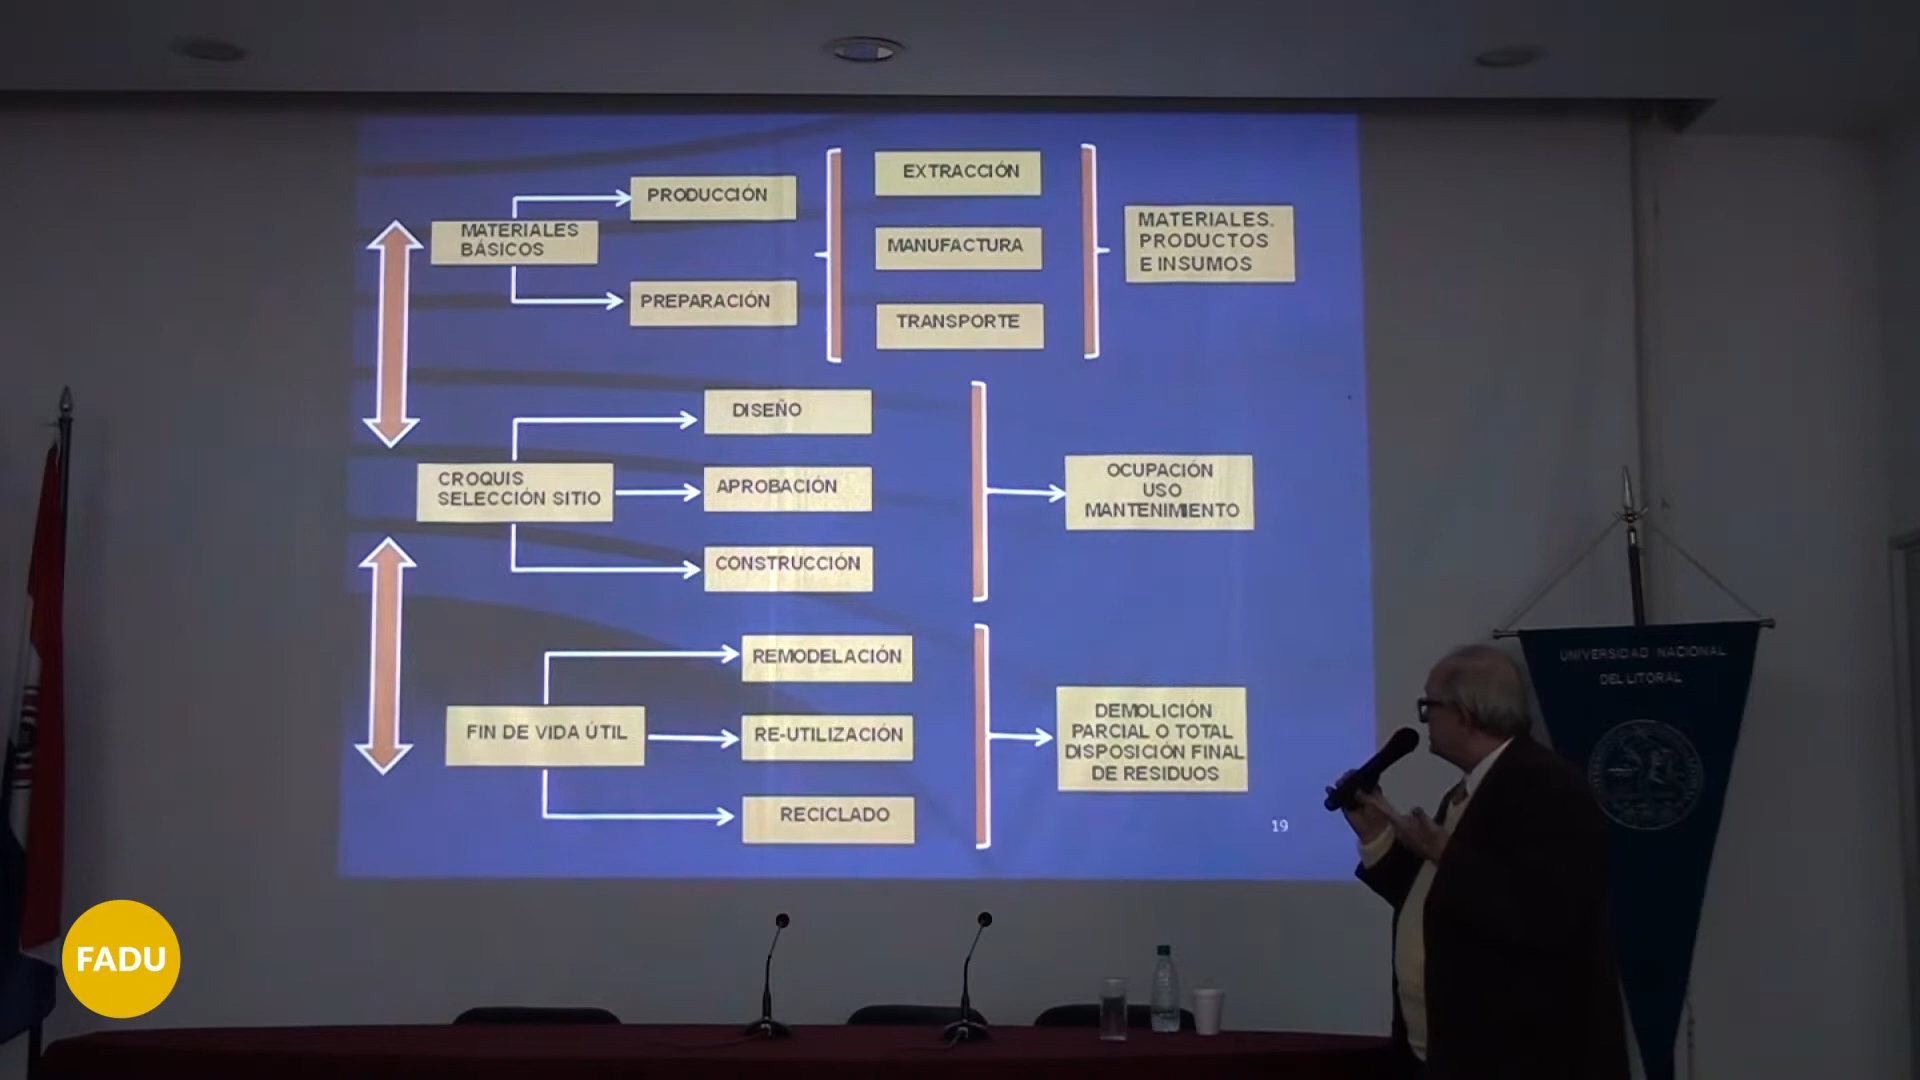 PRODUCCIÓN
MATERIALES
BÁSICOS
PREPARACIÓN
EXTRACCIÓN
MANUFACTURA
TRANSPORTE
MATERIALES.
PRODUCTOS
E INSUMOS
DISEÑO
CROQUIS
SELECCIÓN SITIO
APROBACIÓN
CONSTRUCCIÓN
OCUPACIÓN
USO
MANTENIMIENTO
REMODELACIÓN
FIN DE VIDA ÚTIL
RE-UTILIZACIÓN
RECICLADO
DEMOLICIÓN
PARCIAL O TOTAL
DISPOSICIÓN FINAL
DE RESIDUOS
19
UNIVERSIDAD NACIONAL
DEL LITORAL
FADU